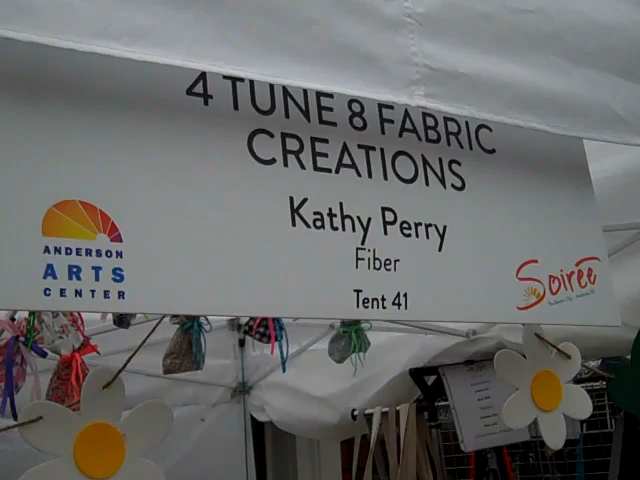 4 TUNE 8 FABRIC
CREATIONS
Kathy Perry
Fiber
Tent 41
ANDERSON
ARTS
CENTER
Soirée